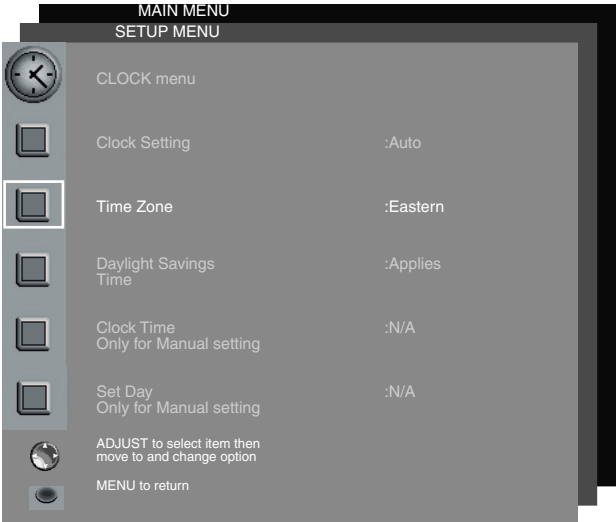 MAIN MENU
SETUP MENU
CLOCK menu
Clock Setting :Auto
Time Zone :Eastern
Daylight Savings :Applies
Time
Clock Time :N/A
Only for Manual setting
Set Day :N/A
Only for Manual setting
ADJUST to select item then
move to and change option
MENU to return